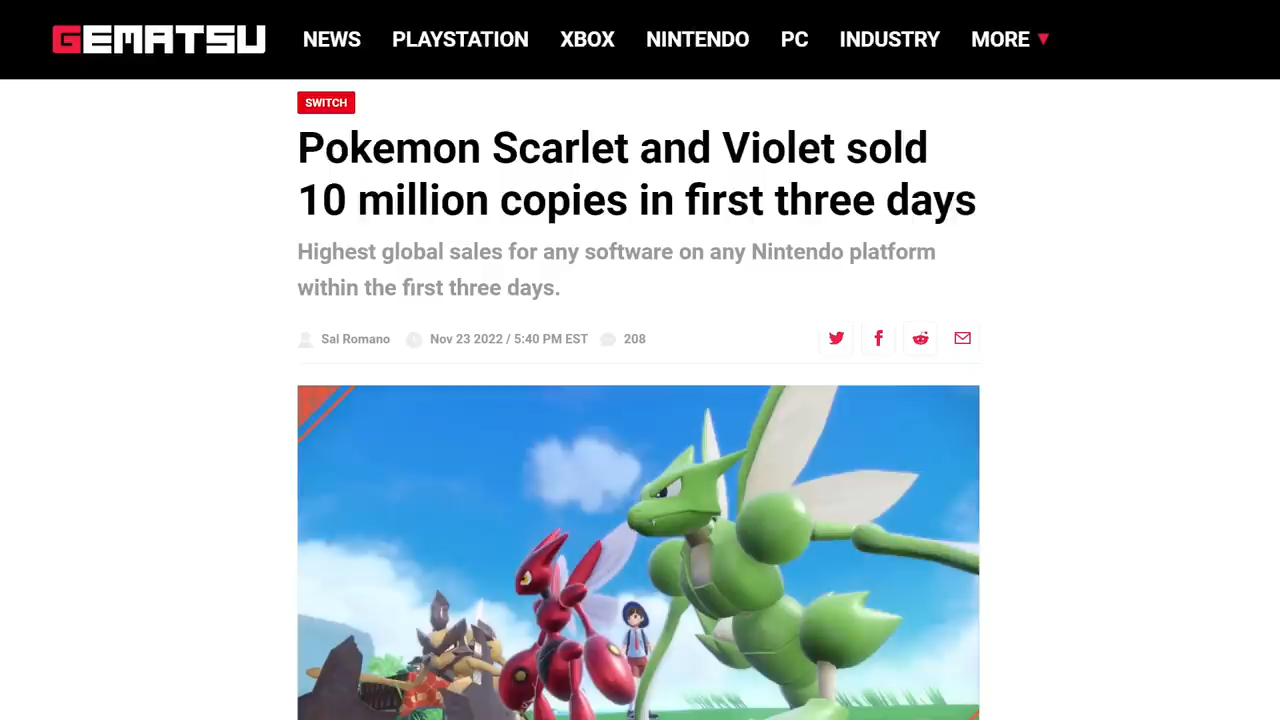 GEMATSU NEWS PLAYSTATION XBOX NINTENDO PC INDUSTRY MORE ▼
SWITCH
Pokemon Scarlet and Violet sold
10 million copies in first three days
Highest global sales for any software on any Nintendo platform
within the first three days.
Sal Romano Nov 23 2022 / 5:40 PM EST 208